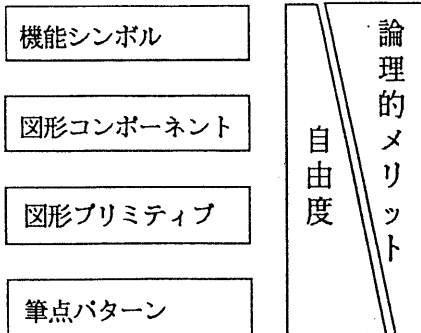 機能シンボル
図形コンポーネント
図形プリミティブ
筆点パターン
自由度
論理的メリット